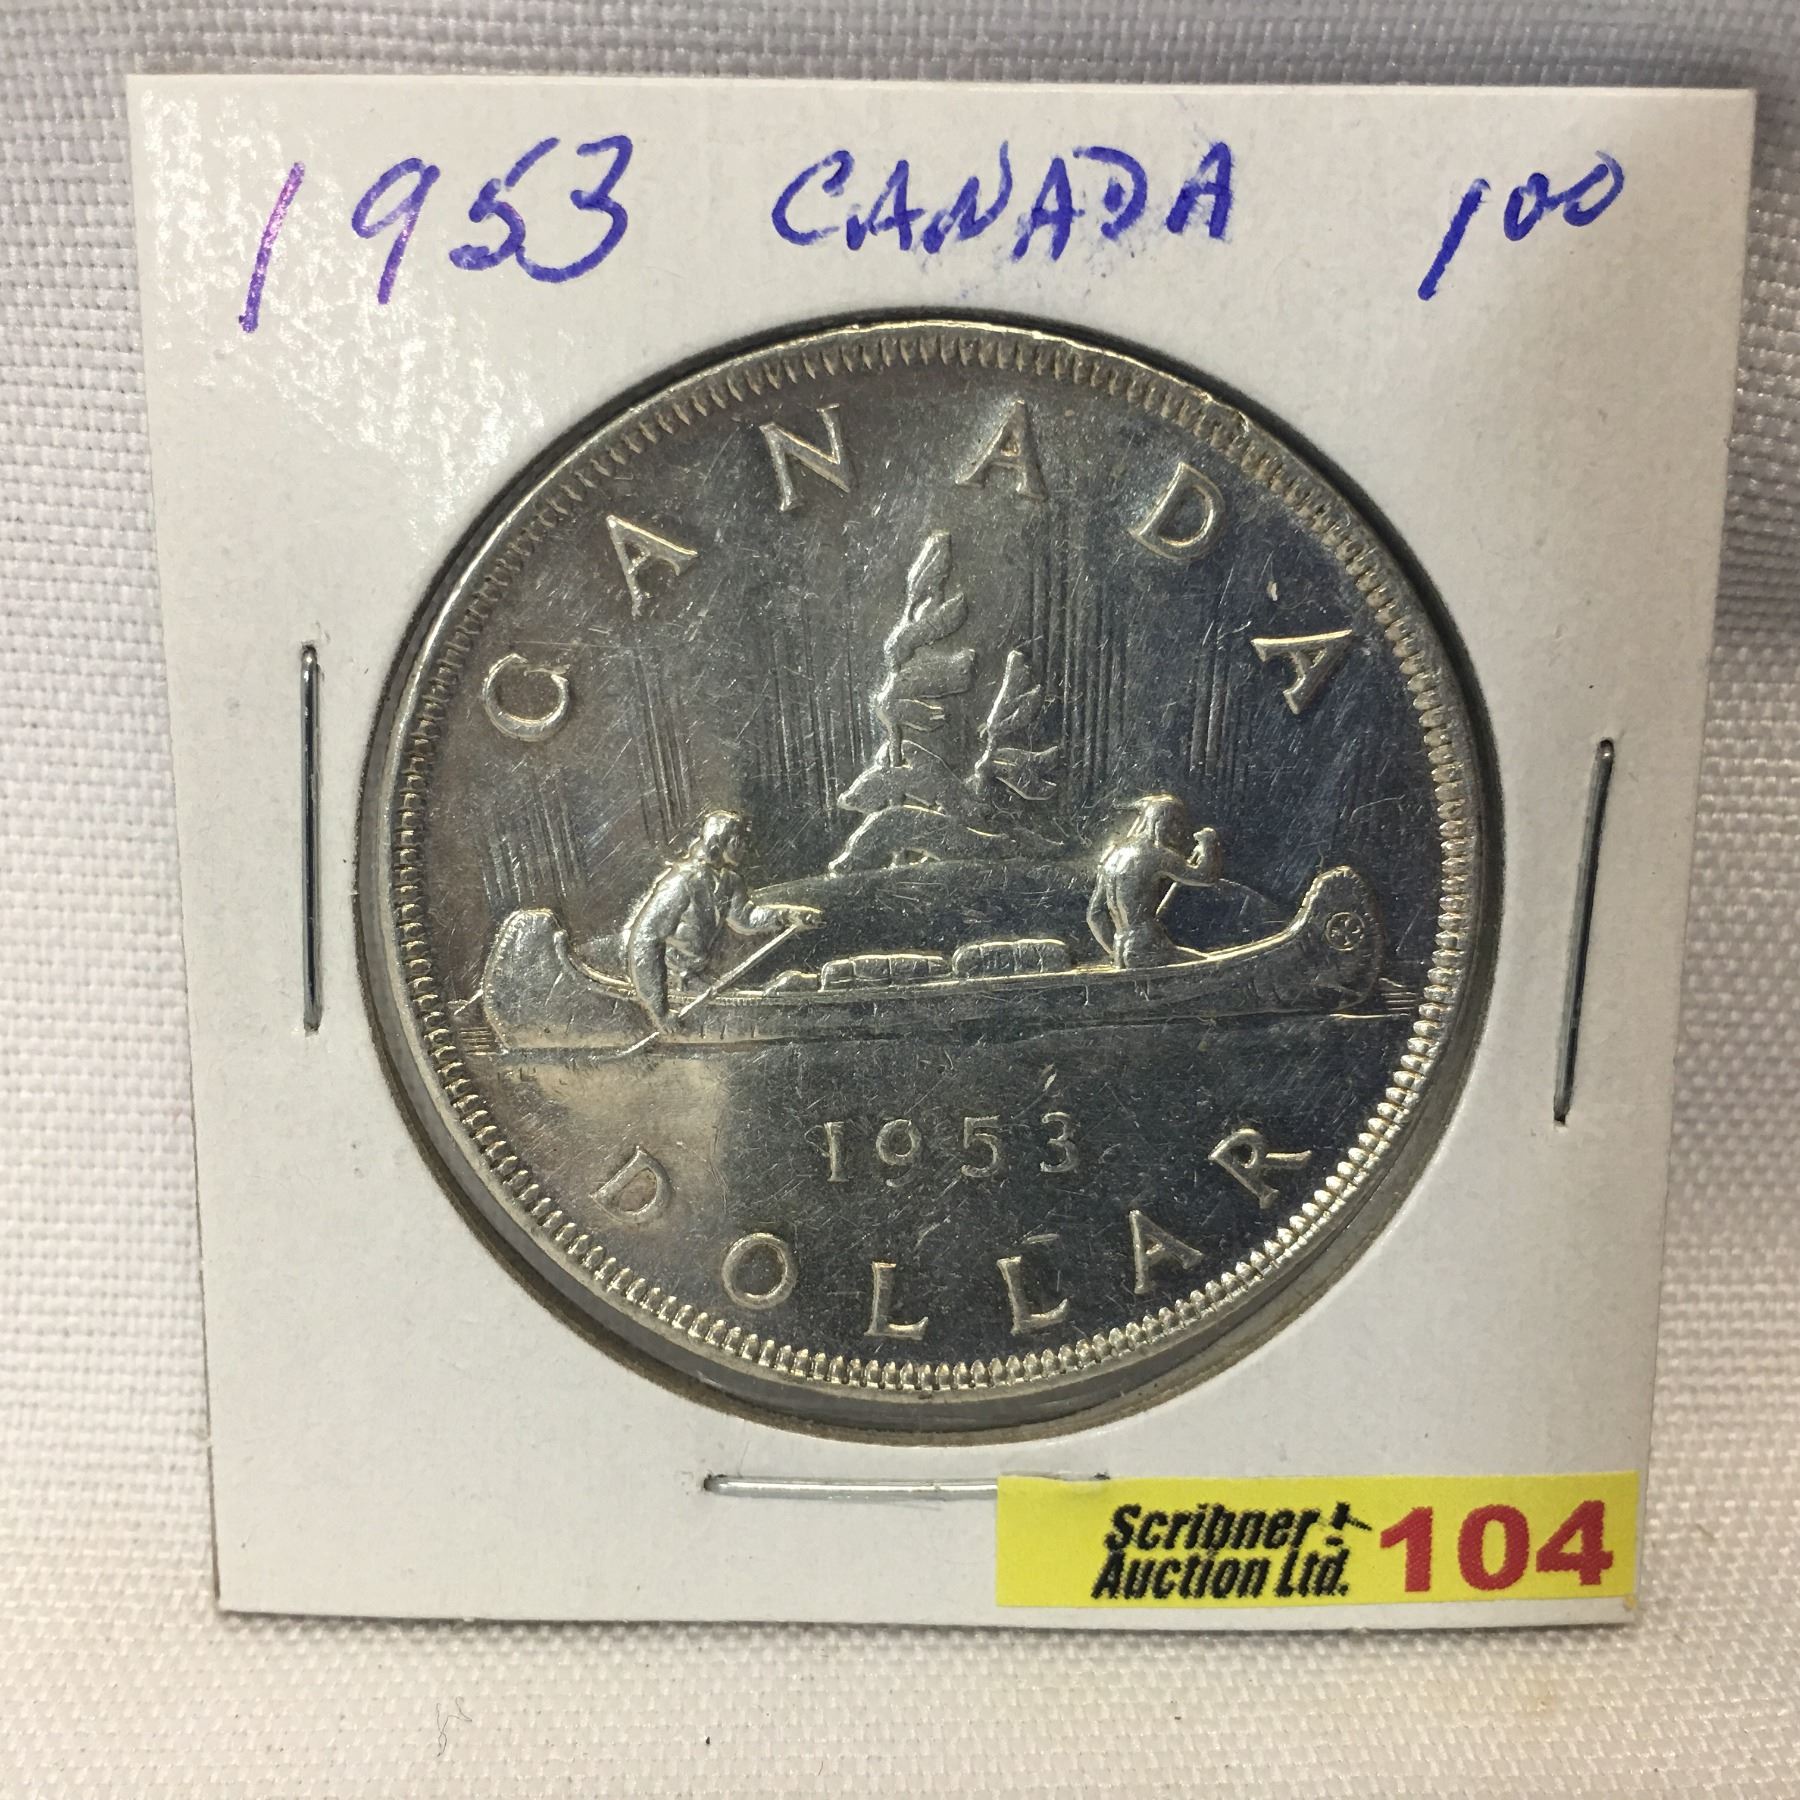 1953 CANADA 100
CANADA
1953
DOLLAR
Scribner
Auction Ltd.
104